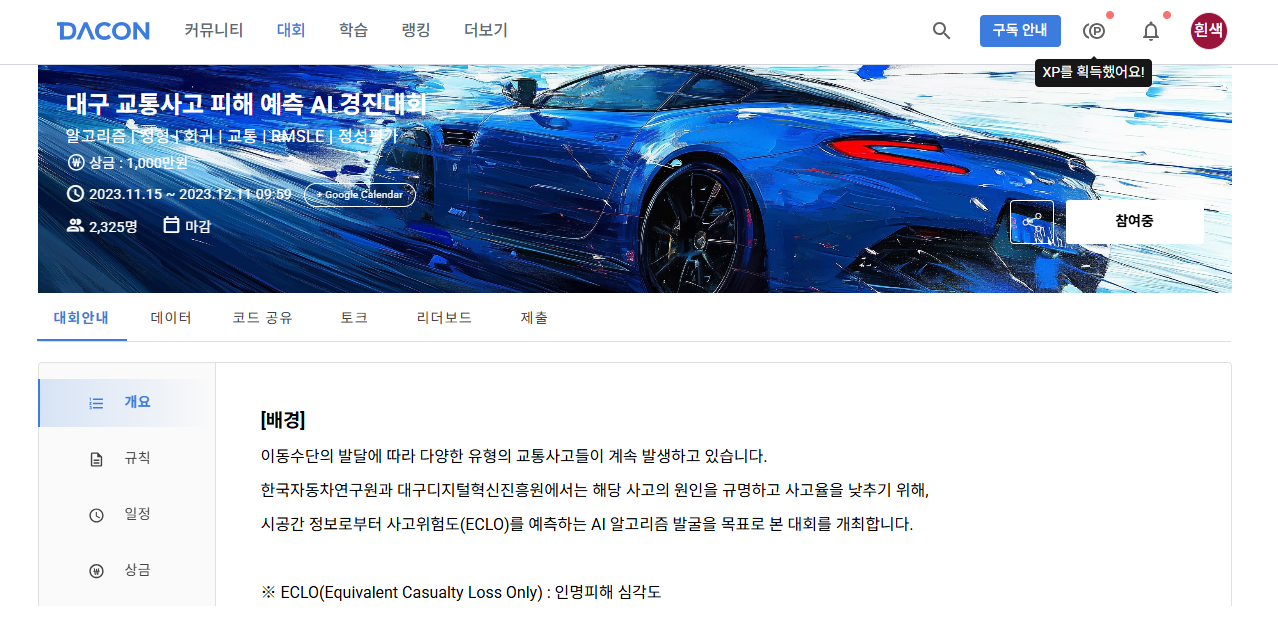 DACON 커뮤니티 대회 학습 랭킹 더보기 구독 안내 흰색
XP를 획득했어요!
대구 교통사고 피해 예측 AI 경진대회
알고리즘 | 정형 | 회귀 | 교통 | RMSLE | 정성평가
상금 : 1,000만원
2023.11.15 ~ 2023.12.11 09:59 + Google Calendar
2,325명 마감
참여중
대회안내 데이터 코드 공유 토크 리더보드 제출
개요
규칙
일정
상금
[배경]
이동수단의 발달에 따라 다양한 유형의 교통사고들이 계속 발생하고 있습니다.
한국자동차연구원과 대구디지털혁신진흥원에서는 해당 사고의 원인을 규명하고 사고율을 낮추기 위해,
시공간 정보로부터 사고위험도(ECLO)를 예측하는 AI 알고리즘 발굴을 목표로 본 대회를 개최합니다.
※ ECLO(Equivalent Casualty Loss Only) : 인명피해 심각도